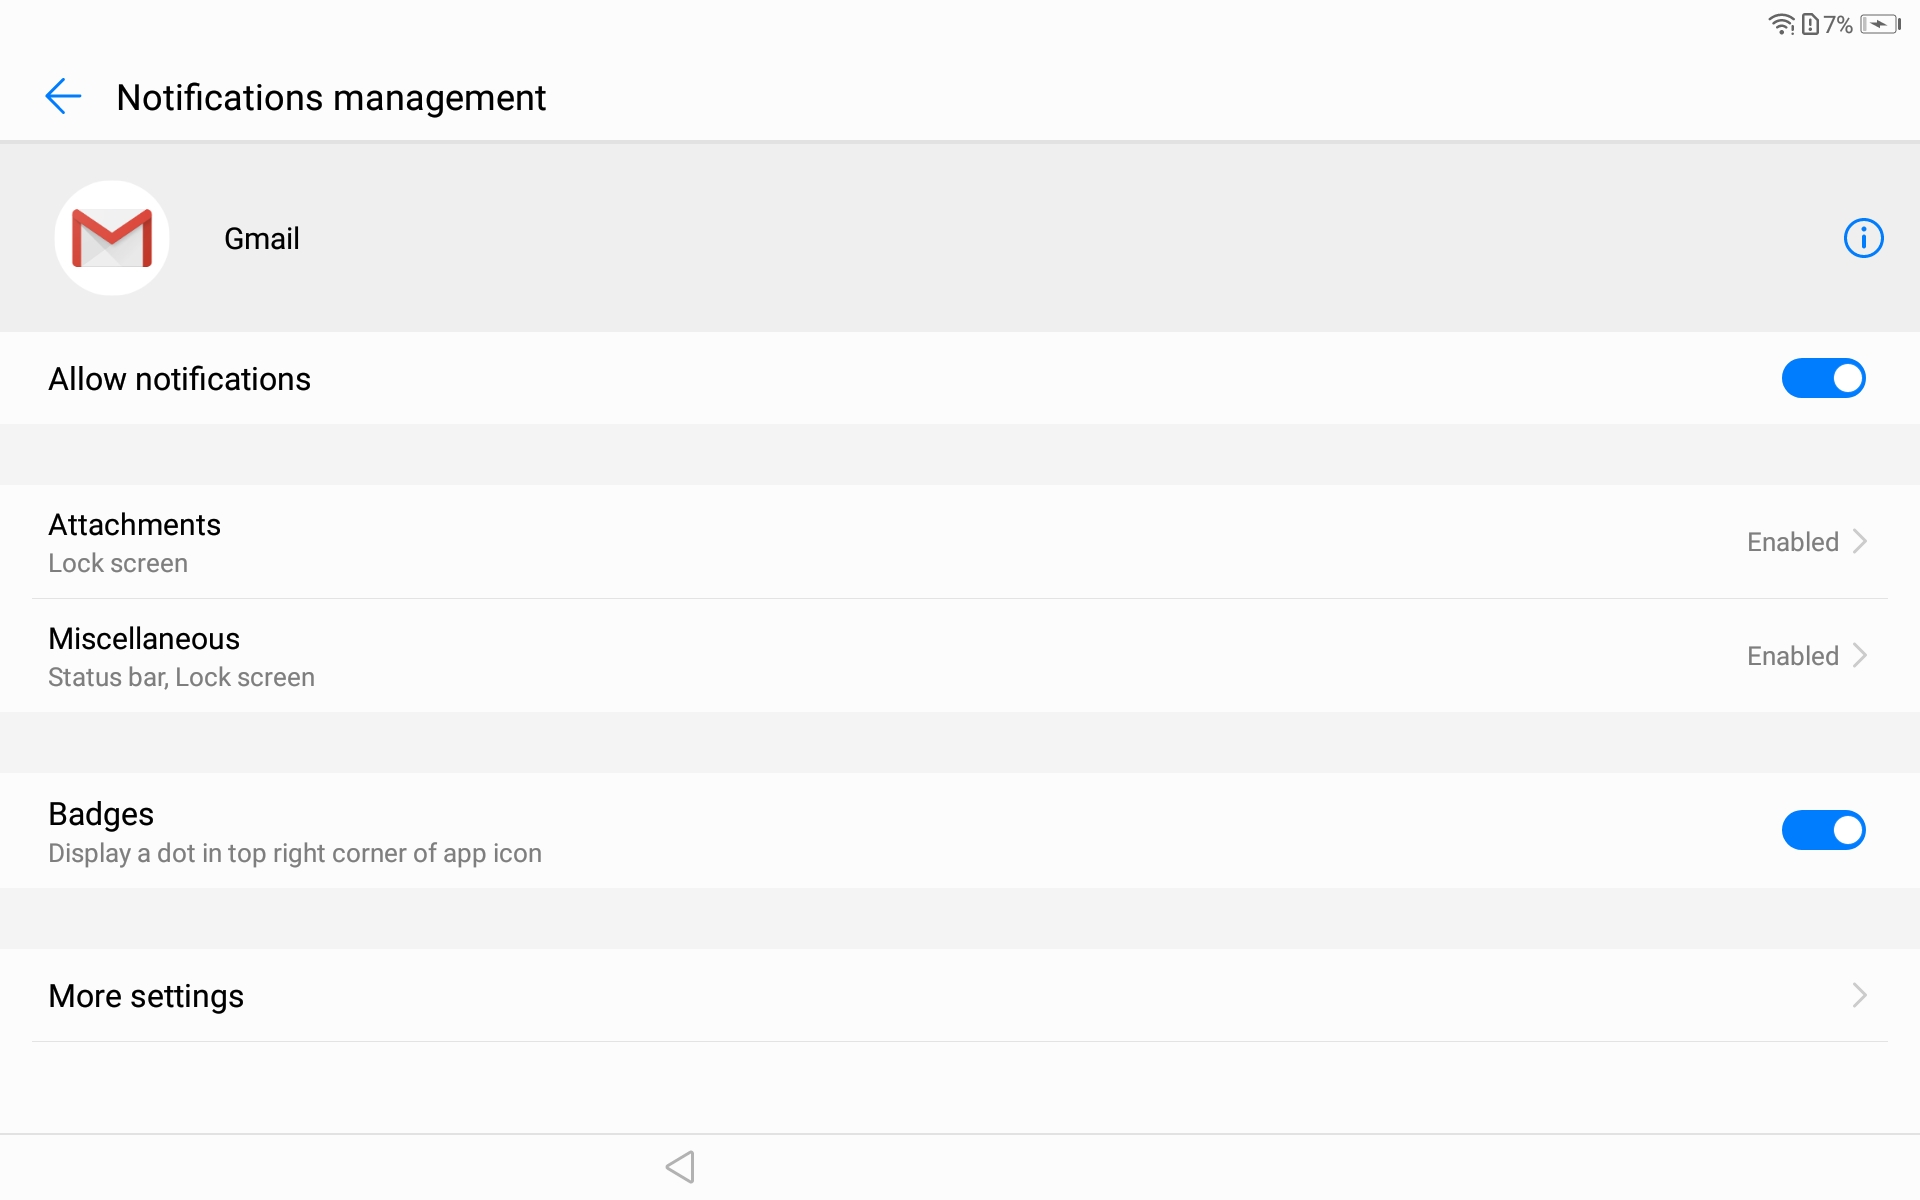 7%
Notifications management
Gmail
Allow notifications
Attachments
Lock screen
Enabled
Miscellaneous
Status bar, Lock screen
Enabled
Badges
Display a dot in top right corner of app icon
More settings